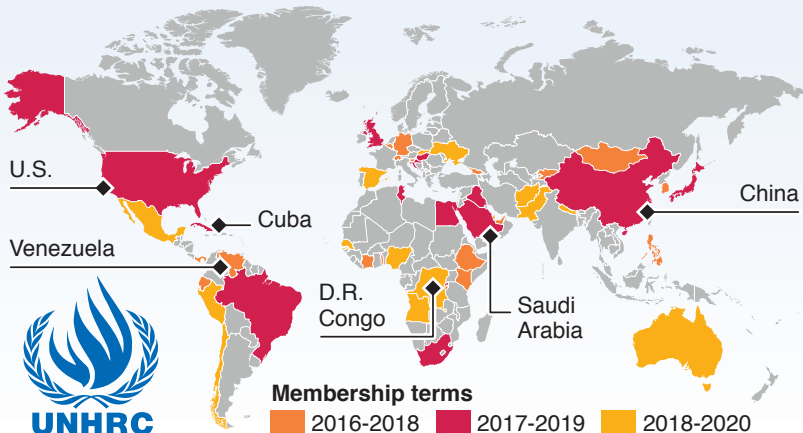 U.S.
Cuba
Venezuela
China
D.R.
Congo
Saudi
Arabia
UNHRC
Membership terms
2016-2018
2017-2019
2018-2020